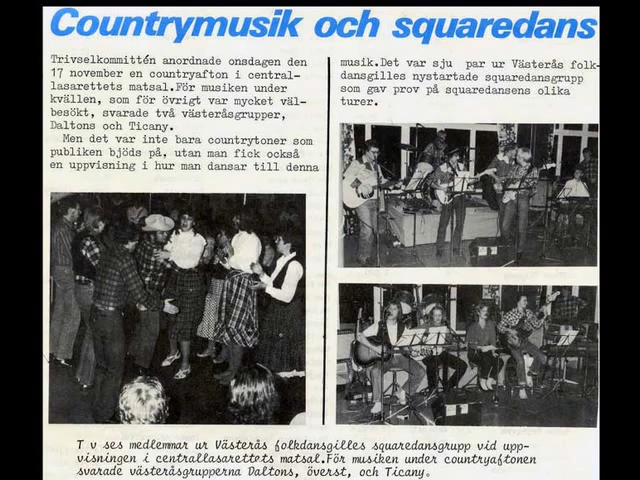 Countrymusik och squaredans
Trivselkommittén anordnade onsdagen den
17 november en countryafton i central-
lasarettets matsal.För musiken under
kvällen, som för övrigt var mycket väl-
besökt, svarade två västeråsgrupper,
Daltons och Ticany.
Men det var inte bara countrytoner som
publiken bjöds på, utan man fick också
en uppvisning i hur man dansar till denna
musik.Det var sju par ur Västerås folk-
dansgilles nystartade squaredansgrupp
som gav prov på squaredansens olika
turer.
T v ses medlemmar ur Västerås folkdansgilles squaredansgrupp vid upp-
visningen i centrallasarettets matsal.För musiken under countryaftonen
svarade västeråsgrupperna Daltons, överst, och Ticany.